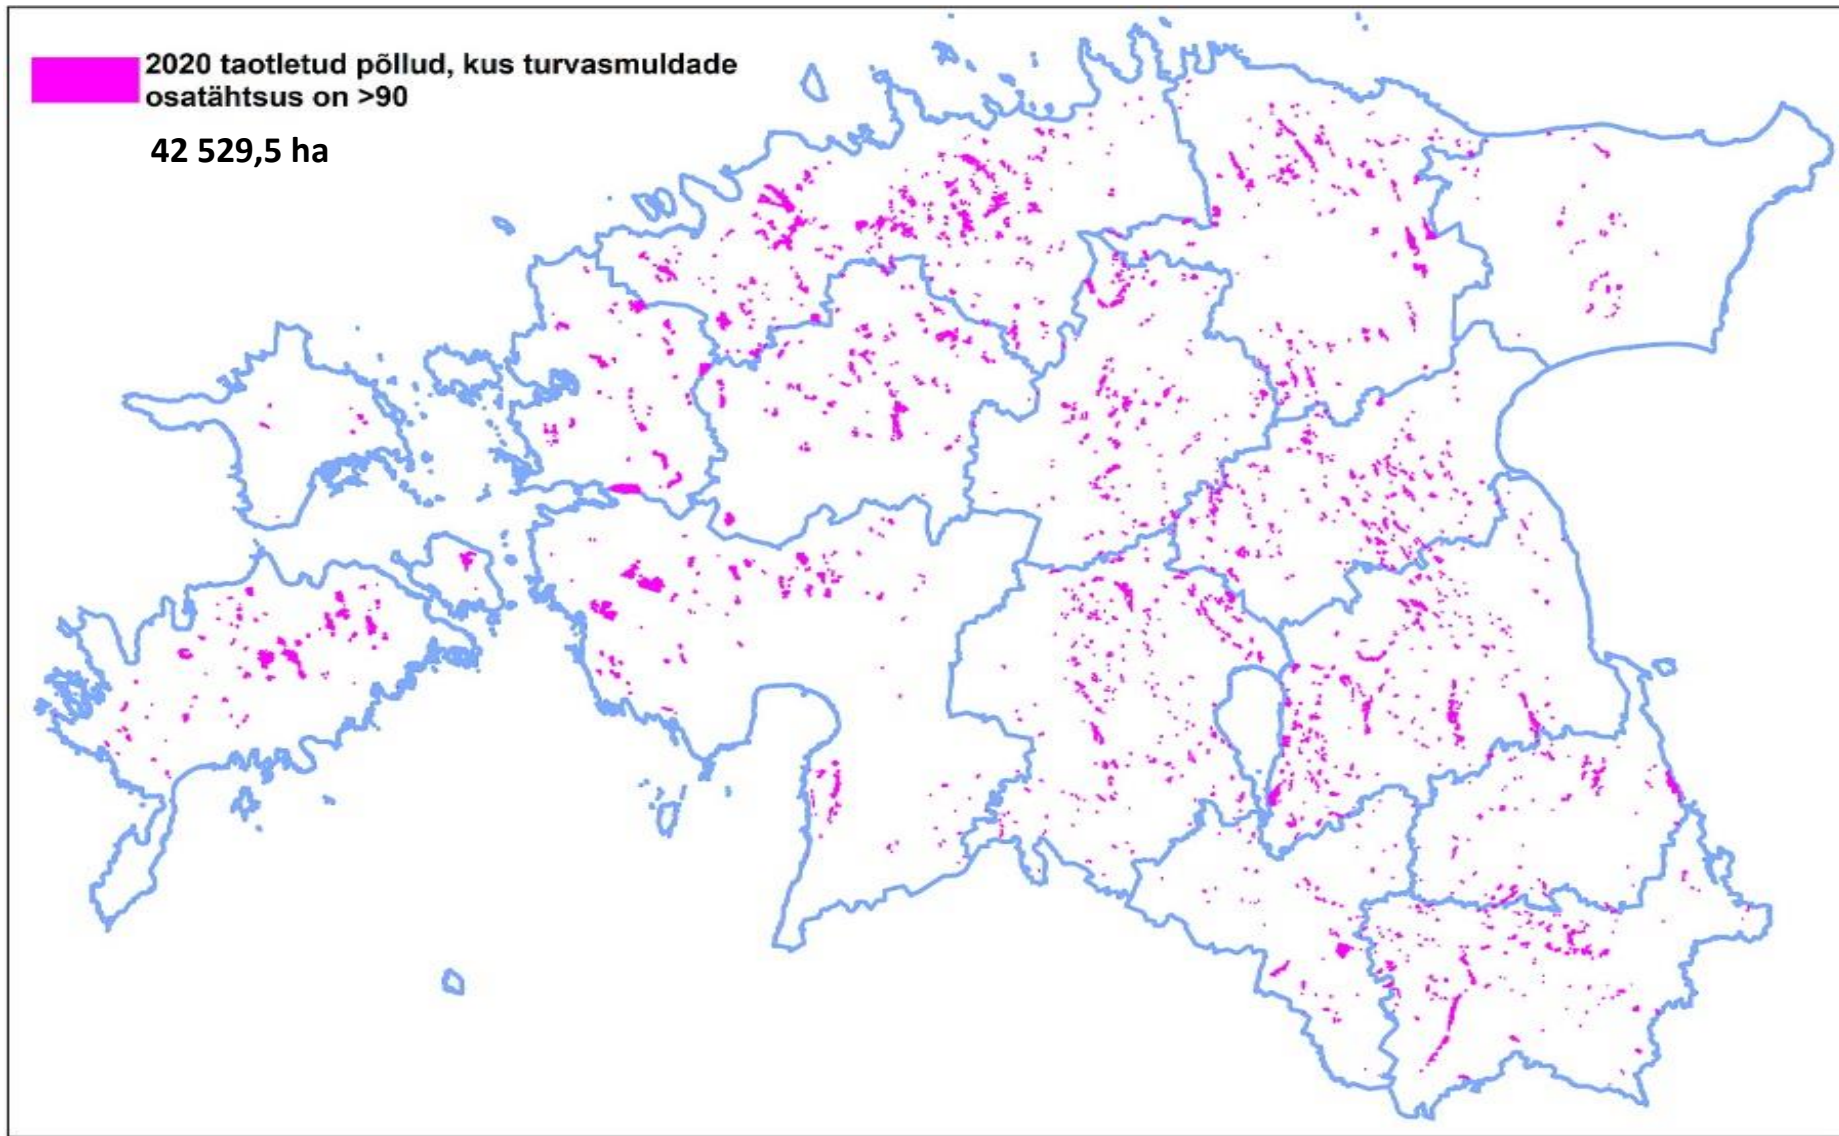 2020 taotletud põllud, kus turvasmuldade
osatähtsus on >90
42 529,5 ha